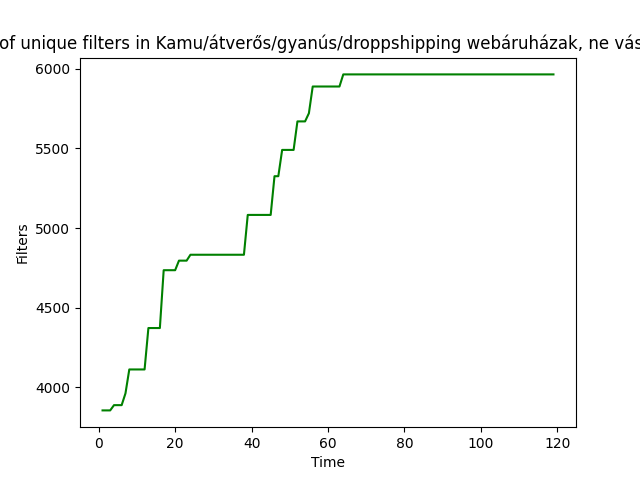 of unique filters in Kamu/átverős/gyanús/droppshipping webáruházak, ne vás
6000
5500
5000
4500
4000
Filters
0 20 40 60 80 100 120
Time